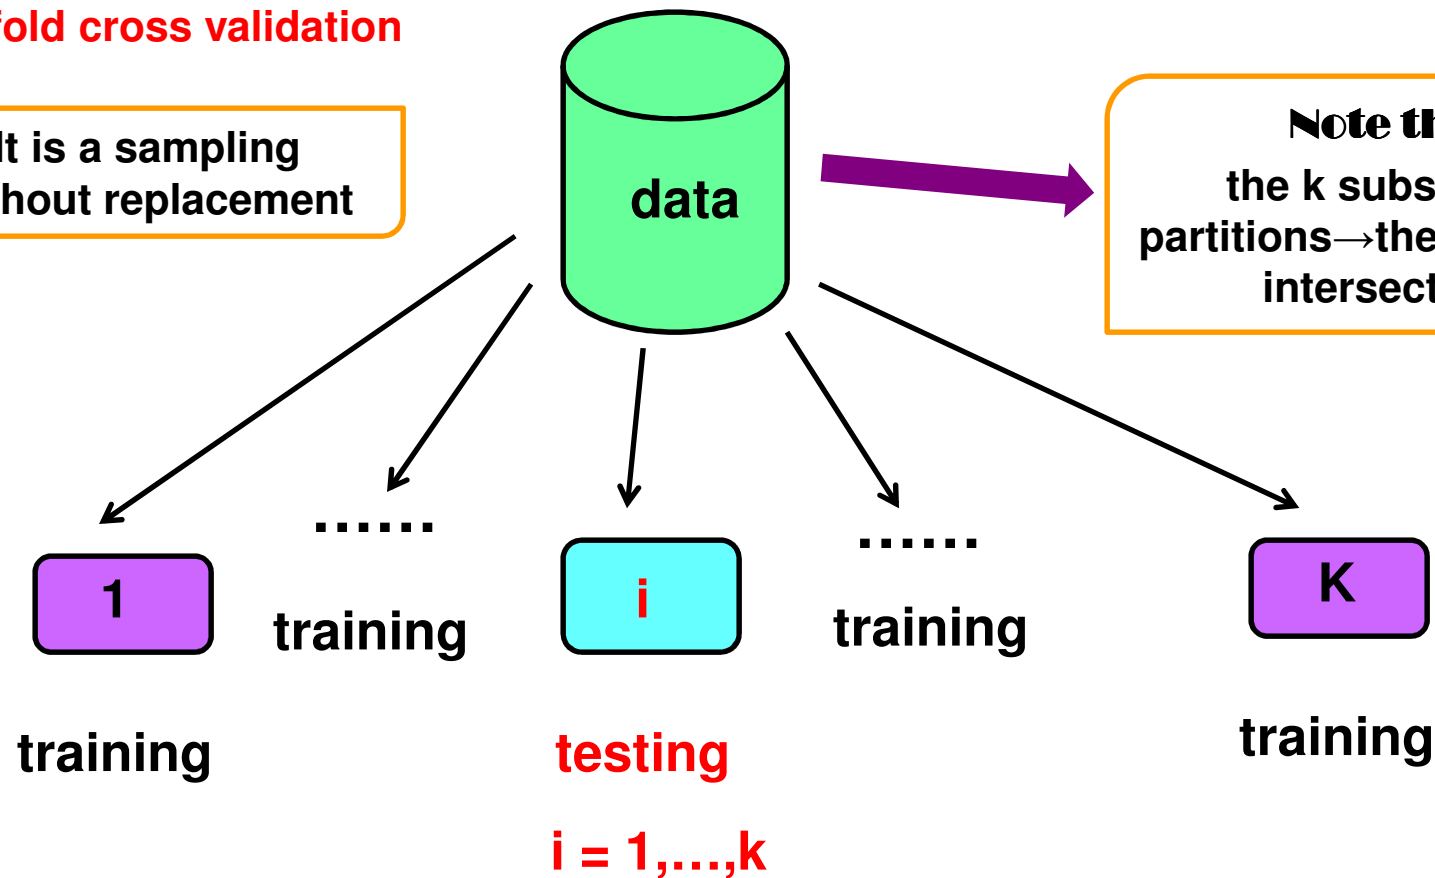 fold cross validation
It is a sampling
hout replacement
data
Note th
the k subs
partitions→the
intersect
......
......
1
i
K
training
training
training
testing
training
i = 1,...,k